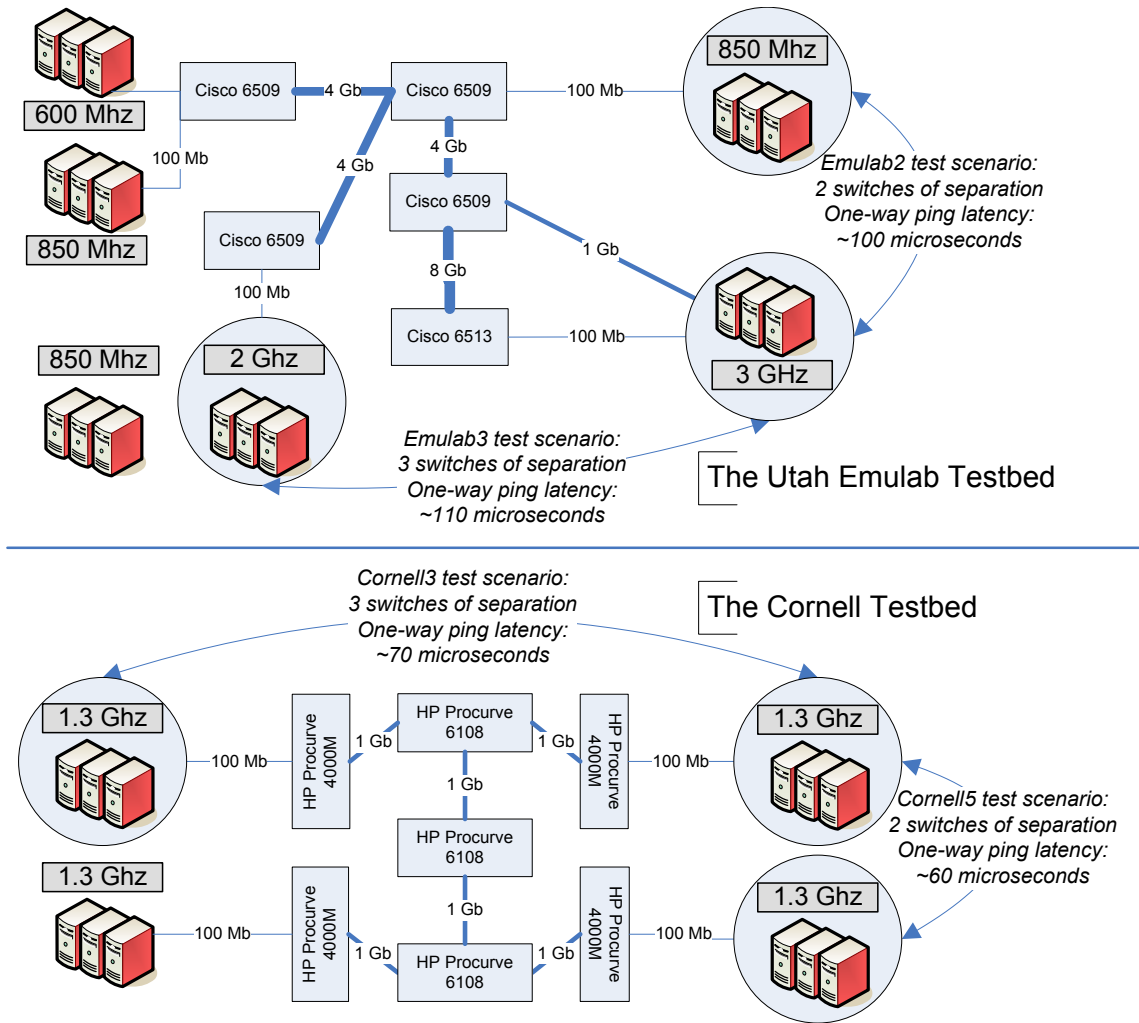 600 Mhz
Cisco 6509
4 Gb
Cisco 6509
100 Mb
850 Mhz
100 Mb
850 Mhz
4 Gb
4 Gb
Cisco 6509
Cisco 6509
8 Gb
1 Gb
Emulab2 test scenario:
2 switches of separation
One-way ping latency:
~100 microseconds
100 Mb
Cisco 6513
100 Mb
3 GHz
850 Mhz
2 Ghz
Emulab3 test scenario:
3 switches of separation
One-way ping latency:
~110 microseconds
The Utah Emulab Testbed
Cornell3 test scenario:
3 switches of separation
One-way ping latency:
~70 microseconds
The Cornell Testbed
1.3 Ghz
100 Mb
HP Procurve
4000M
1 Gb
HP Procurve
6108
1 Gb
HP Procurve
4000M
100 Mb
1.3 Ghz
1 Gb
HP Procurve
6108
1 Gb
Cornell5 test scenario:
2 switches of separation
One-way ping latency:
~60 microseconds
1.3 Ghz
100 Mb
HP Procurve
4000M
1 Gb
HP Procurve
6108
1 Gb
HP Procurve
4000M
100 Mb
1.3 Ghz